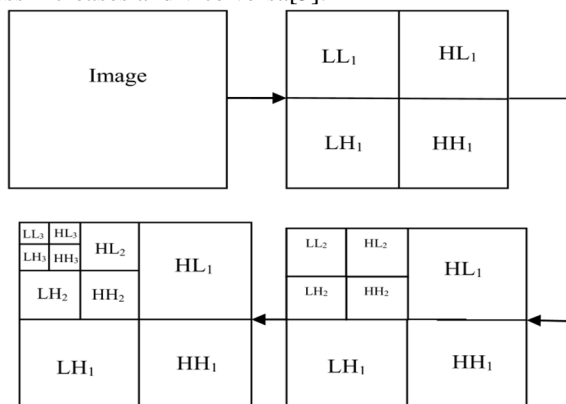 Image
LL₁ HL₁
LH₁ HH₁
LL₃ HL₃
LH₃ HH₃
HL₂
LH₂ HH₂
HL₁
LH₁ HH₁
LL₂ HL₂
LH₂ HH₂
HL₁
LH₁ HH₁